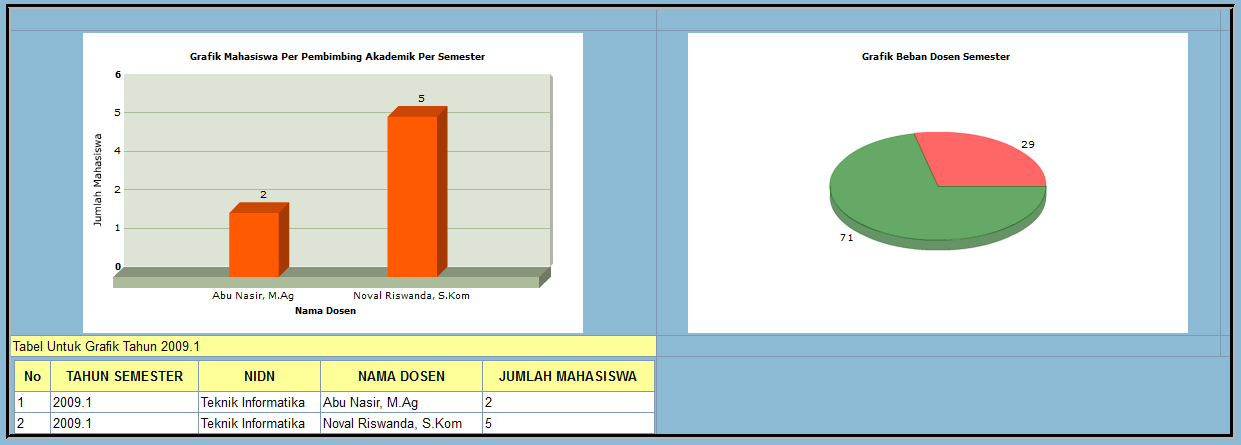 Grafik Mahasiswa Per Pembimbing Akademik Per Semester
6
5
4
2
1
0
Jumlah Mahasiswa
2
5
Abu Nasir, M.Ag
Noval Riswanda, S.Kom
Nama Dosen
Grafik Beban Dosen Semester
29
71
Tabel Untuk Grafik Tahun 2009.1
No TAHUN SEMESTER NIDN NAMA DOSEN JUMLAH MAHASISWA
1 2009.1 Teknik Informatika Abu Nasir, M.Ag 2
2 2009.1 Teknik Informatika Noval Riswanda, S.Kom 5